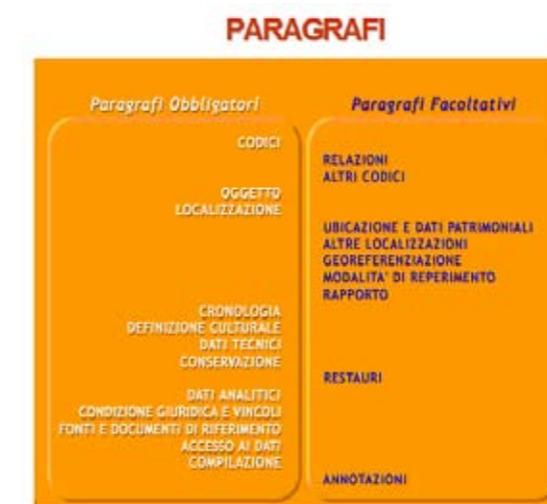 PARAGRAFI
Paragrafi Obbligatori
CODICI
OGGETTO
LOCALIZZAZIONE
CRONOLOGIA
DEFINIZIONE CULTURALE
DATI TECNICI
CONSERVAZIONE
DATI ANALITICI
CONDIZIONE GIURIDICA E VINCOLI
FONTI E DOCUMENTI DI RIFERIMENTO
ACCESSO AI DATI
COMPILAZIONE
Paragrafi Facoltativi
RELAZIONI
ALTRI CODICI
UBICAZIONE E DATI PATRIMONIALI
ALTRE LOCALIZZAZIONI
GEOREFERENZIAZIONE
MODALITA' DI REPERIMENTO
RAPPORTO
RESTAURI
ANNOTAZIONI